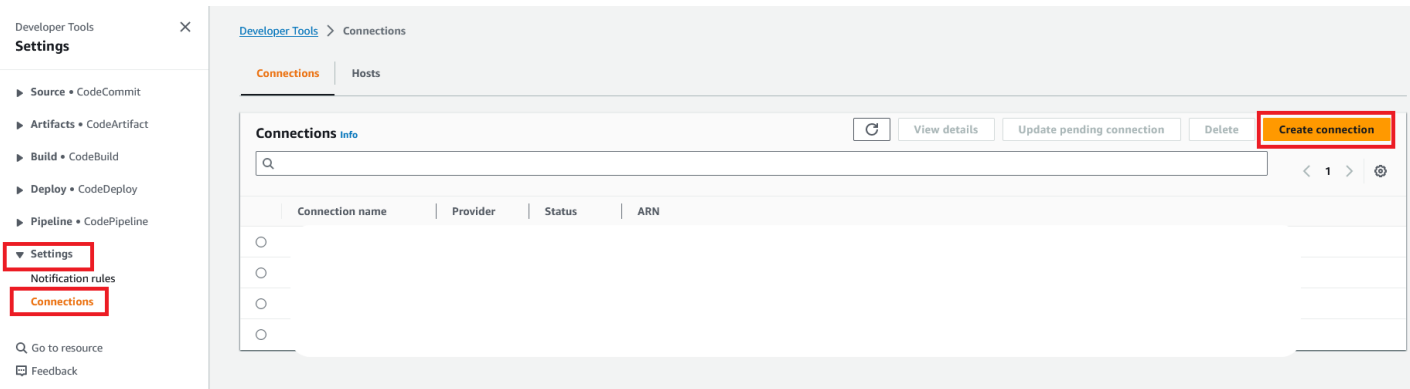 Developer Tools
Settings
Source • CodeCommit
Artifacts • CodeArtifact
Build • CodeBuild
Deploy • CodeDeploy
Pipeline • CodePipeline
Settings
Notification rules
Connections
Go to resource
Feedback
Developer Tools > Connections
Connections Hosts
Connections Info View details Update pending connection Delete Create connection
< 1 >
Connection name Provider Status ARN